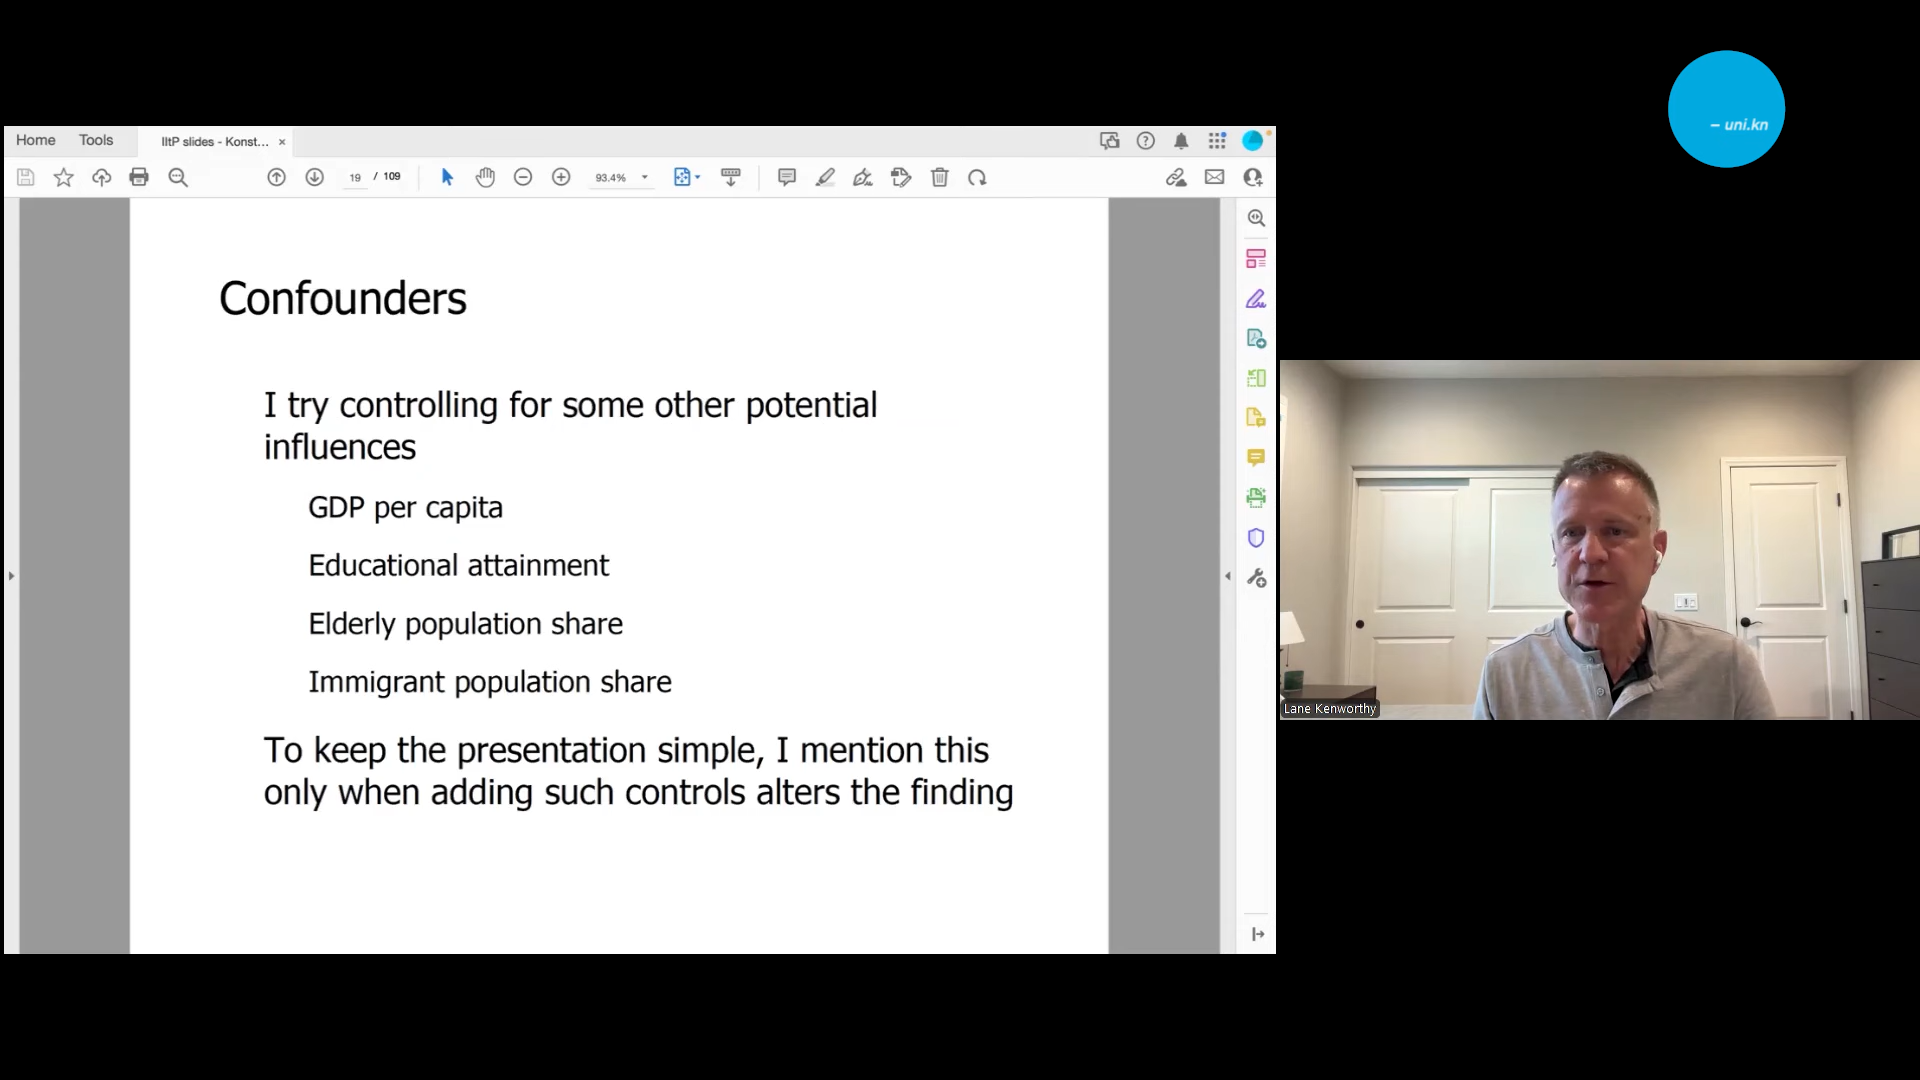 – uni.kn
Home Tools IItP slides - Konst... ×
19 / 109 93.4%
Confounders
I try controlling for some other potential
influences
GDP per capita
Educational attainment
Elderly population share
Immigrant population share
To keep the presentation simple, I mention this
only when adding such controls alters the finding
Lane Kenworthy